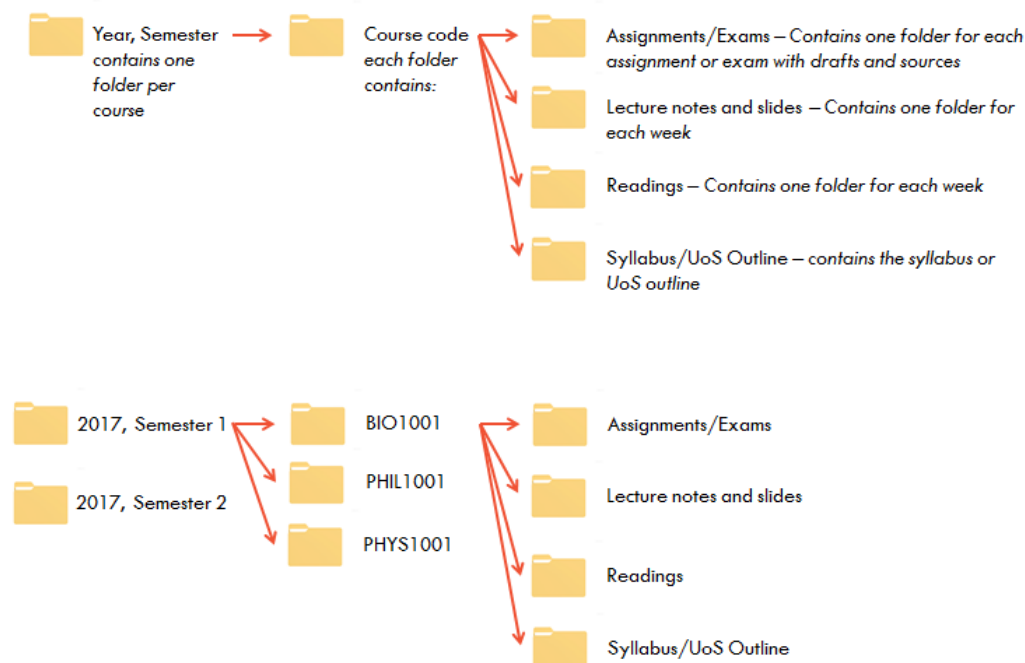 Year, Semester
contains one
folder per
course
Course code
each folder
contains:
Assignments/Exams – Contains one folder for each
assignment or exam with drafts and sources
Lecture notes and slides – Contains one folder for
each week
Readings – Contains one folder for each week
Syllabus/UoS Outline – contains the syllabus or
UoS outline
2017, Semester 1
2017, Semester 2
BIO1001
PHIL1001
PHYS1001
Assignments/Exams
Lecture notes and slides
Readings
Syllabus/UoS Outline